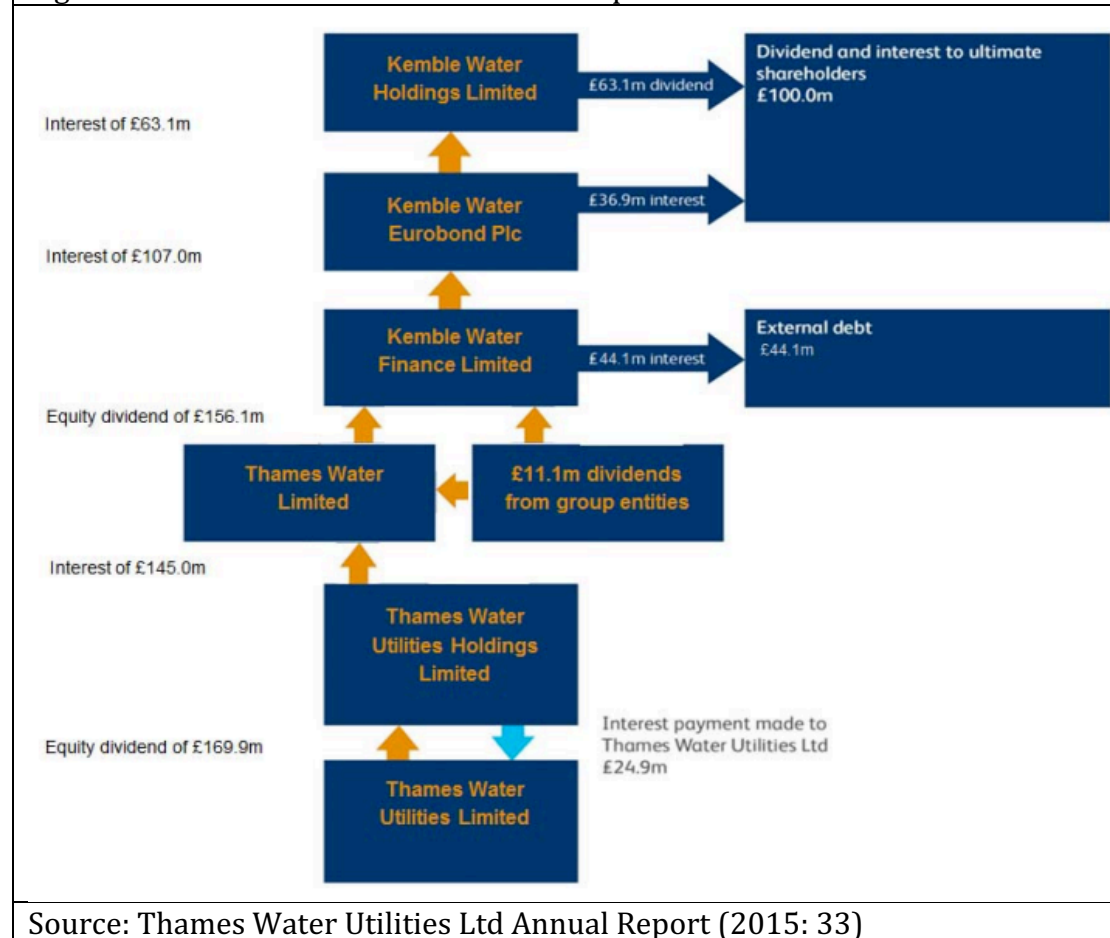 Kemble Water
Holdings Limited
£63.1m dividend
Dividend and interest to ultimate
shareholders
£100.0m
Interest of £63.1m
Kemble Water
Eurobond Plc
£36.9m interest
Interest of £107.0m
Kemble Water
Finance Limited
£44.1m interest
External debt
£44.1m
Equity dividend of £156.1m
Thames Water
Limited
£11.1m dividends
from group entities
Interest of £145.0m
Thames Water
Utilities Holdings
Limited
Equity dividend of £169.9m
Interest payment made to
Thames Water Utilities Ltd
£24.9m
Thames Water
Utilities Limited
Source: Thames Water Utilities Ltd Annual Report (2015: 33)